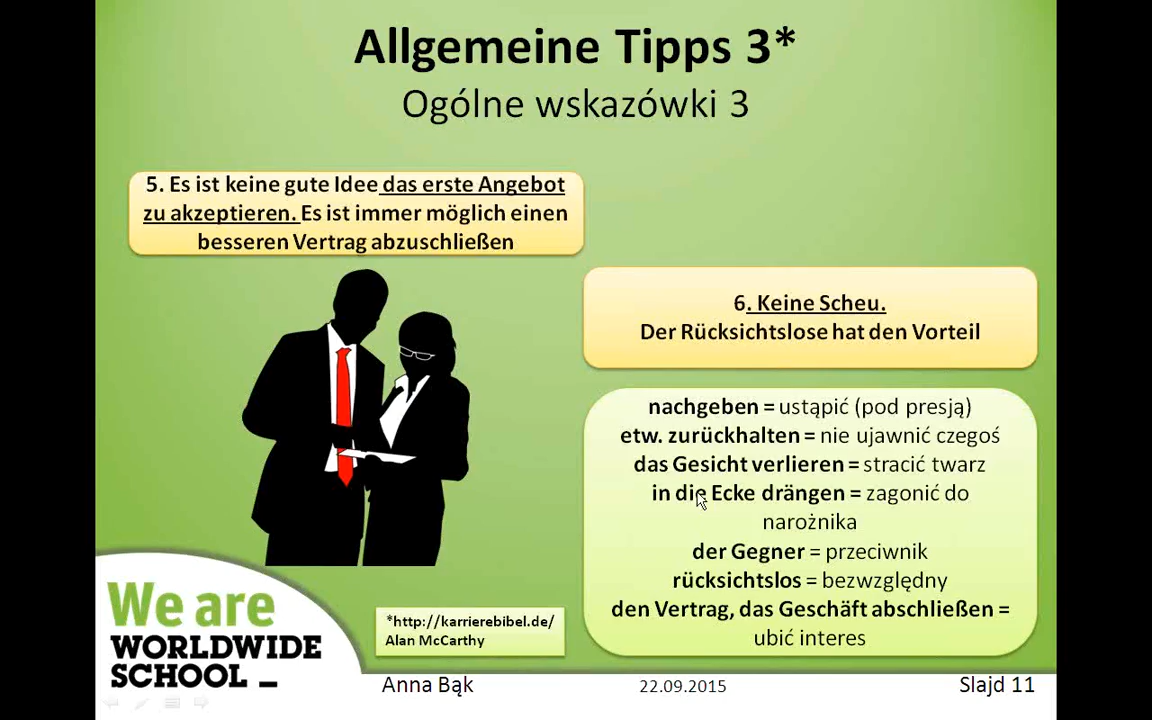 Allgemeine Tipps 3*
Ogólne wskazówki 3
5. Es ist keine gute Idee das erste Angebot
zu akzeptieren. Es ist immer möglich einen
besseren Vertrag abzuschließen
6. Keine Scheu.
Der Rücksichtslose hat den Vorteil
nachgeben = ustąpić (pod presją)
etw. zurückhalten = nie ujawnić czegoś
das Gesicht verlieren = stracić twarz
in die Ecke drängen = zagonić do
narożnika
der Gegner = przeciwnik
rücksichtslos = bezwzględny
den Vertrag, das Geschäft abschließen =
ubić interes
We are
WORLDWIDE
SCHOOL _
*http://karrierebibel.de/
Alan McCarthy
Anna Bąk
22.09.2015
Slajd 11